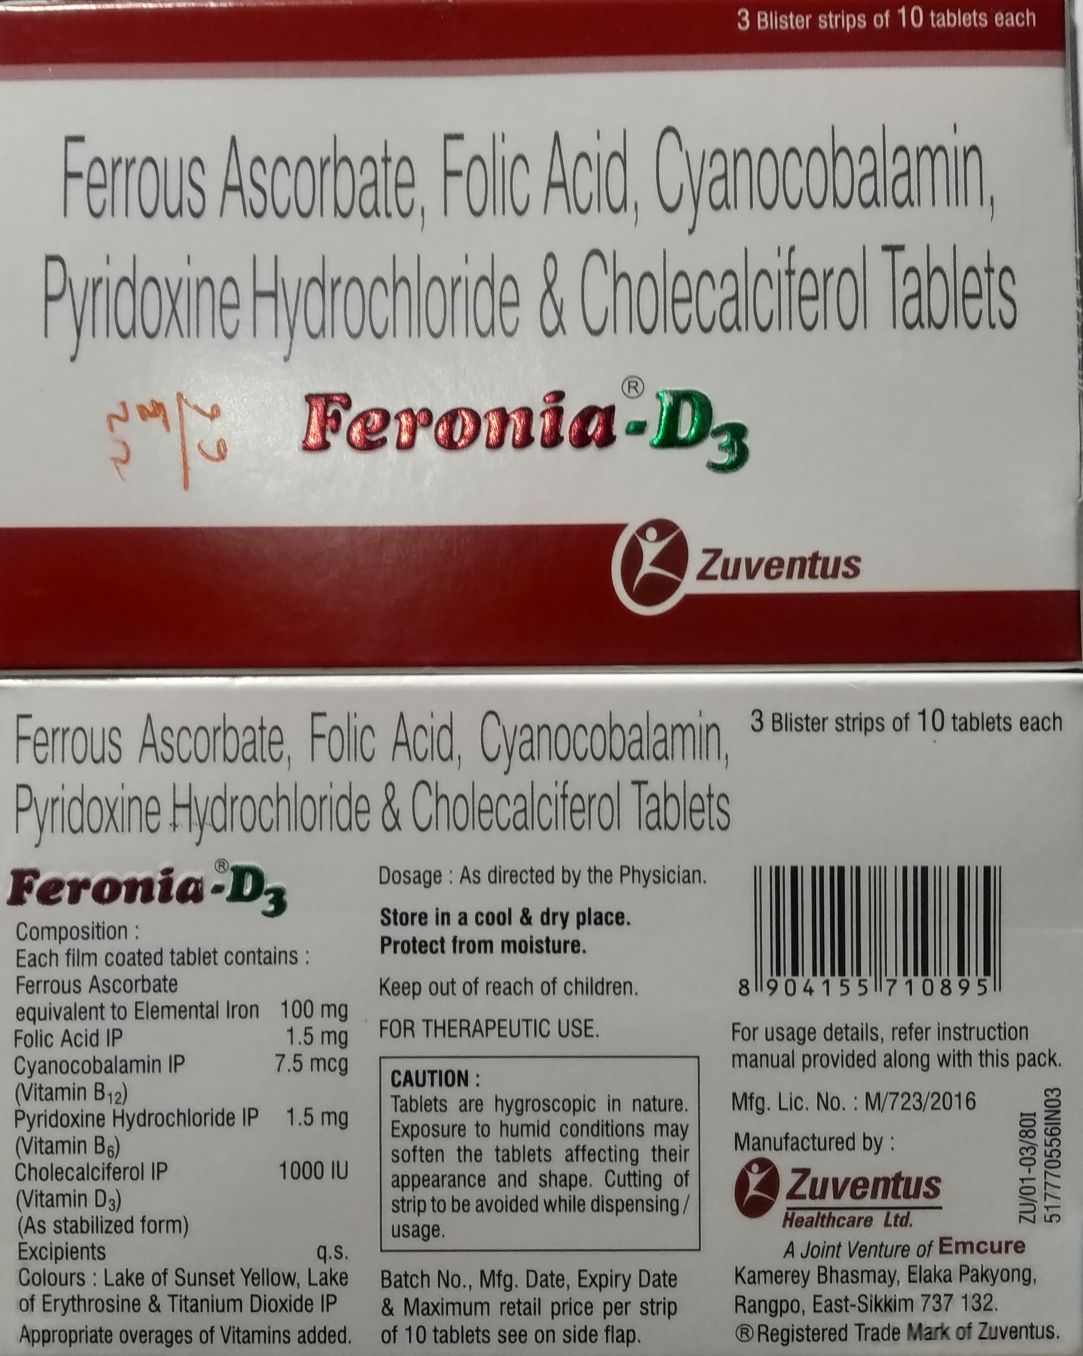 3 Blister strips of 10 tablets each
Ferrous Ascorbate, Folic Acid, Cyanocobalamin,
Pyridoxine Hydrochloride & Cholecalciferol Tablets
Feronia®-D3
Zuventus
Ferrous Ascorbate, Folic Acid, Cyanocobalamin,
Pyridoxine Hydrochloride & Cholecalciferol Tablets
3 Blister strips of 10 tablets each
Feronia®-D3
Composition :
Each film coated tablet contains :
Ferrous Ascorbate
equivalent to Elemental Iron 100 mg
Folic Acid IP 1.5 mg
Cyanocobalamin IP 7.5 mcg
(Vitamin B12)
Pyridoxine Hydrochloride IP 1.5 mg
(Vitamin B6)
Cholecalciferol IP 1000 IU
(Vitamin D3)
(As stabilized form)
Excipients q.s.
Colours : Lake of Sunset Yellow, Lake
of Erythrosine & Titanium Dioxide IP
Appropriate overages of Vitamins added.
Dosage : As directed by the Physician.
Store in a cool & dry place.
Protect from moisture.
Keep out of reach of children.
FOR THERAPEUTIC USE.
CAUTION :
Tablets are hygroscopic in nature.
Exposure to humid conditions may
soften the tablets affecting their
appearance and shape. Cutting of
strip to be avoided while dispensing /
usage.
Batch No., Mfg. Date, Expiry Date
& Maximum retail price per strip
of 10 tablets see on side flap.
8 904155 710895
For usage details, refer instruction
manual provided along with this pack.
Mfg. Lic. No. : M/723/2016
Manufactured by :
Zuventus
Healthcare Ltd.
A Joint Venture of Emcure
Kamerey Bhasmay, Elaka Pakyong,
Rangpo, East-Sikkim 737 132.
® Registered Trade Mark of Zuventus.
ZU/01-03/80I
517770556IN03